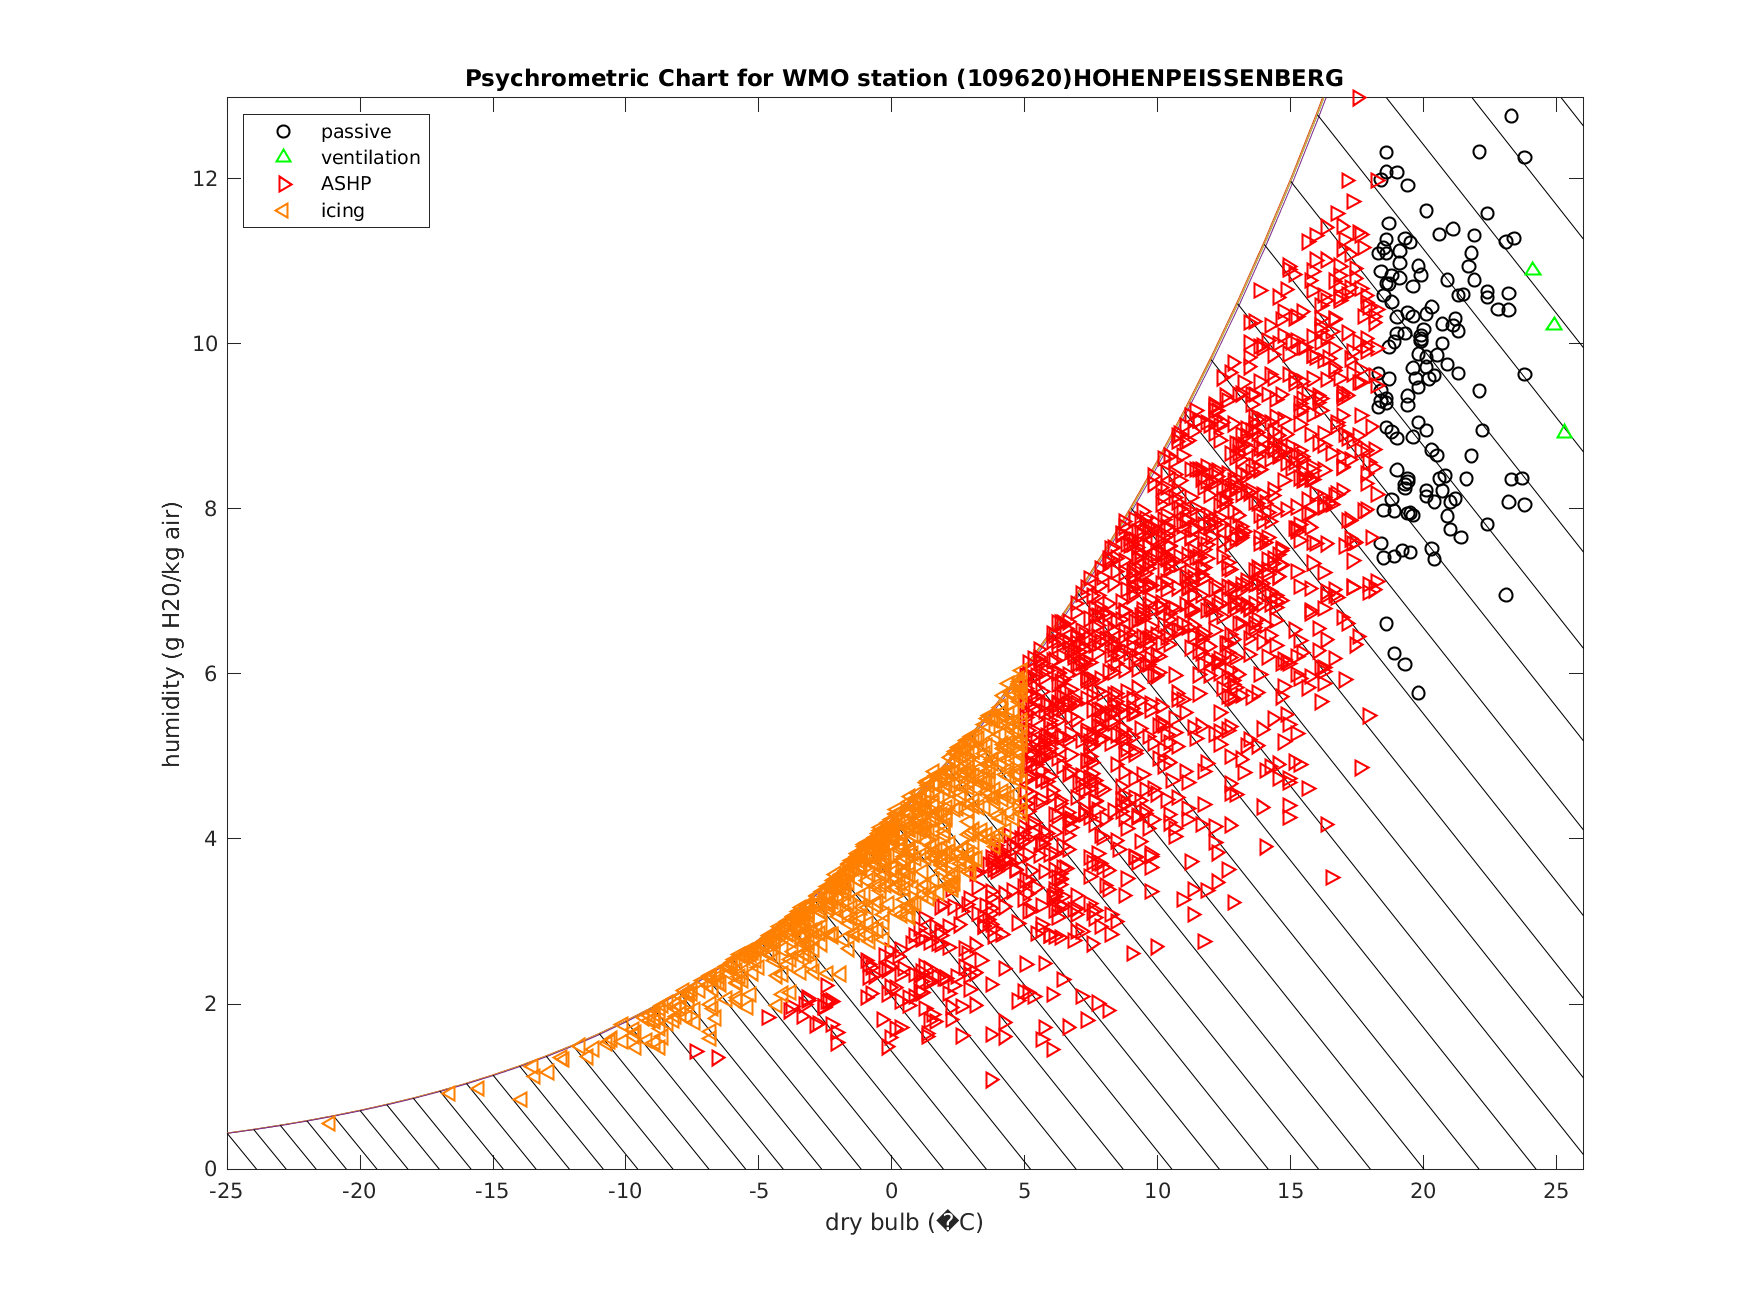 Psychrometric Chart for WMO station (109620)HOHENPEISSENBERG
passive
ventilation
ASHP
icing
humidity (g H20/kg air)
12
10
8
6
4
2
0
-25 -20 -15 -10 -5 0 5 10 15 20 25
dry bulb (�C)